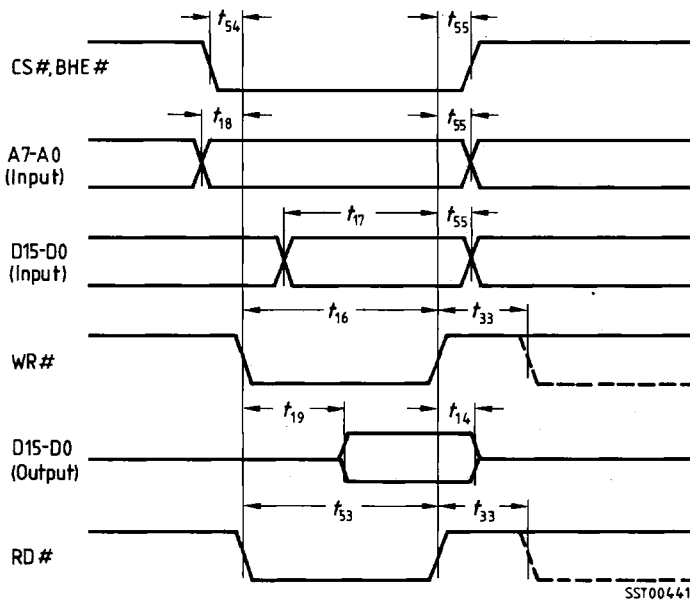 t54 t55
CS#, BHE#
t18 t55
A7-A0
(Input)
t17 t55
D15-D0
(Input)
t16 t33
WR#
t19 t14
D15-D0
(Output)
t53 t33
RD#
SST00441